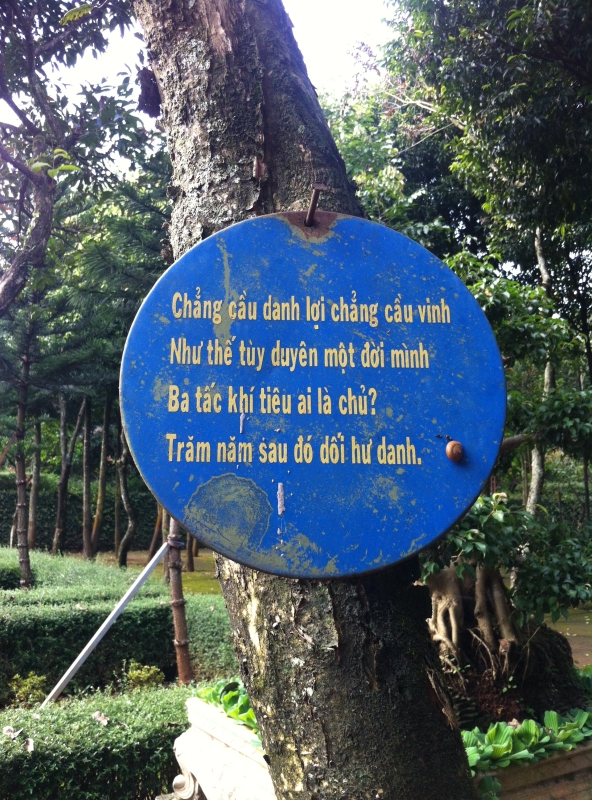 Chẳng cầu danh lợi chẳng cầu vinh
Như thế tùy duyên một đời mình
Ba tấc khí tiêu ai là chủ?
Trăm năm sau đó dối hư danh.